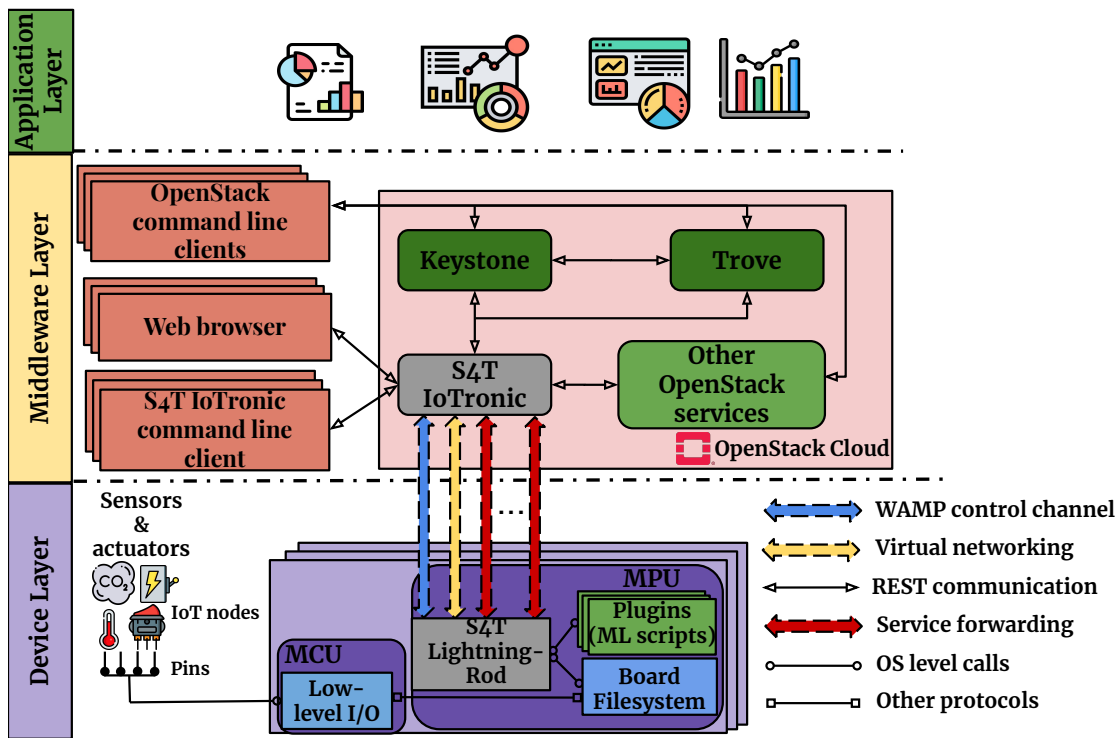 Application
Layer
Middleware Layer
OpenStack
command line
clients
Web browser
S4T IoTronic
command line
client
Keystone
Trove
S4T
IoTronic
Other
OpenStack
services
OpenStack Cloud
Device Layer
Sensors
&
actuators
CO₂
IoT nodes
Pins
...
MPU
Plugins
(ML scripts)
S4T
Lightning-
Rod
Board
Filesystem
MCU
Low-
level I/O
WAMP control channel
Virtual networking
REST communication
Service forwarding
OS level calls
Other protocols